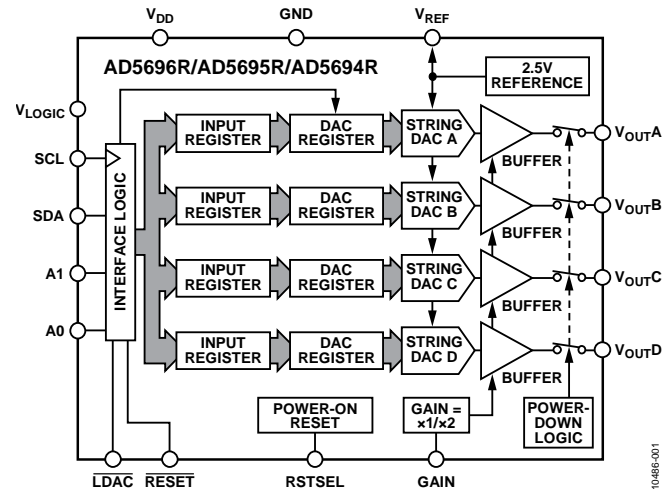 VDD GND VREF
AD5696R/AD5695R/AD5694R
2.5V
REFERENCE
VLOGIC
SCL
SDA
A1
A0
INTERFACE LOGIC
INPUT
REGISTER
DAC
REGISTER
STRING
DAC A
BUFFER
VOUTA
INPUT
REGISTER
DAC
REGISTER
STRING
DAC B
BUFFER
VOUTB
INPUT
REGISTER
DAC
REGISTER
STRING
DAC C
BUFFER
VOUTC
INPUT
REGISTER
DAC
REGISTER
STRING
DAC D
BUFFER
VOUTD
POWER-ON
RESET
GAIN =
×1/×2
POWER-
DOWN
LOGIC
LDAC RESET RSTSEL GAIN
10486-001